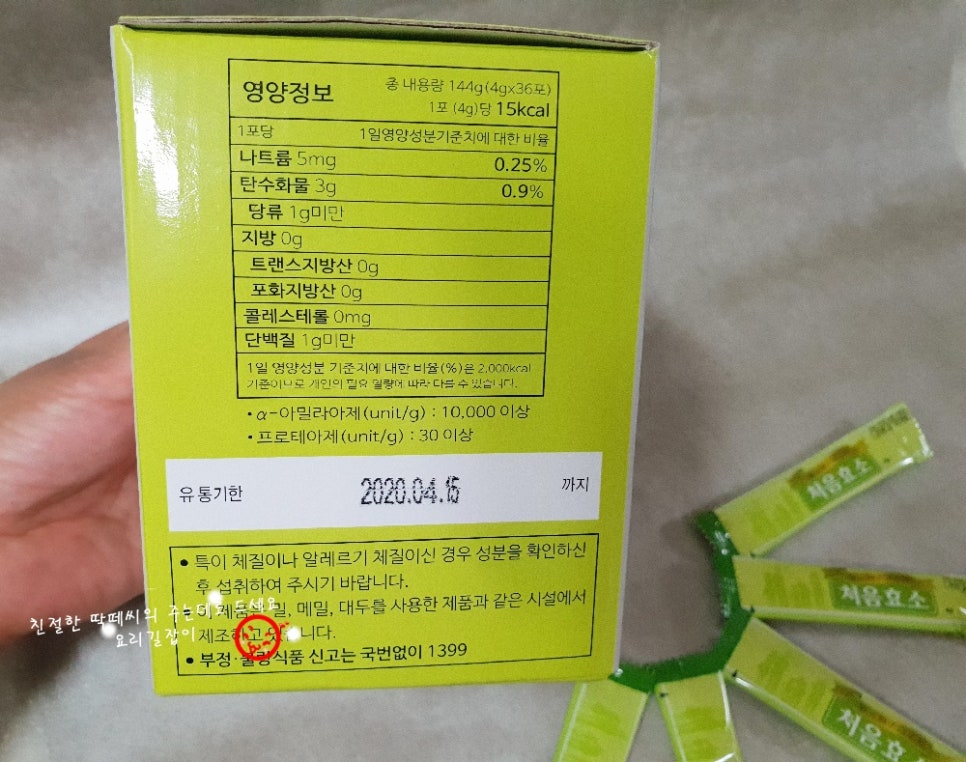 영양정보
총 내용량 144g(4gx36포)
1포 (4g)당 15kcal
1포당 1일영양성분기준치에 대한 비율
나트륨 5mg 0.25%
탄수화물 3g 0.9%
당류 1g미만
지방 0g
트랜스지방산 0g
포화지방산 0g
콜레스테롤 0mg
단백질 1g미만
1일 영양성분 기준치에 대한 비율(%)은 2,000kcal
기준이므로 개인의 필요 열량에 따라 다를 수 있습니다.
•α-아밀라아제(unit/g) : 10,000 이상
•프로테아제(unit/g) : 30 이상
유통기한 2020.04.15 까지
• 특이 체질이나 알레르기 체질이신 경우 성분을 확인하신
후 섭취하여 주시기 바랍니다.
• 이 제품은 밀, 메밀, 대두를 사용한 제품과 같은 시설에서
제조하고 있습니다.
• 부정·불량식품 신고는 국번없이 1399
친절한 딱떼씨의
요리길잡이
처음효소
처음효소
처음효소